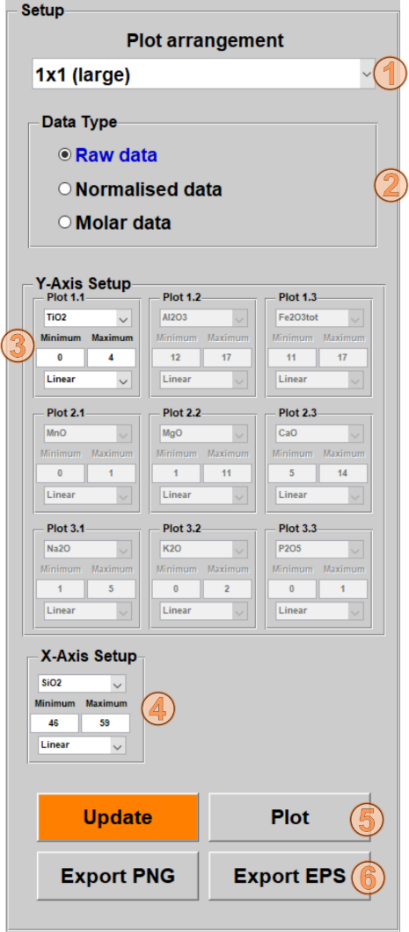 Setup
Plot arrangement
1x1 (large) 1
Data Type
Raw data
Normalised data 2
Molar data
Y-Axis Setup
Plot 1.1 Plot 1.2 Plot 1.3
TiO2 Al2O3 Fe2O3tot
3 Minimum Maximum Minimum Maximum Minimum Maximum
0 4 12 17 11 17
Linear Linear Linear
Plot 2.1 Plot 2.2 Plot 2.3
MnO MgO CaO
Minimum Maximum Minimum Maximum Minimum Maximum
0 1 1 11 5 14
Linear Linear Linear
Plot 3.1 Plot 3.2 Plot 3.3
Na2O K2O P2O5
Minimum Maximum Minimum Maximum Minimum Maximum
1 5 0 2 0 1
Linear Linear Linear
X-Axis Setup
SiO2
Minimum Maximum 4
46 59
Linear
Update Plot 5
Export PNG Export EPS 6